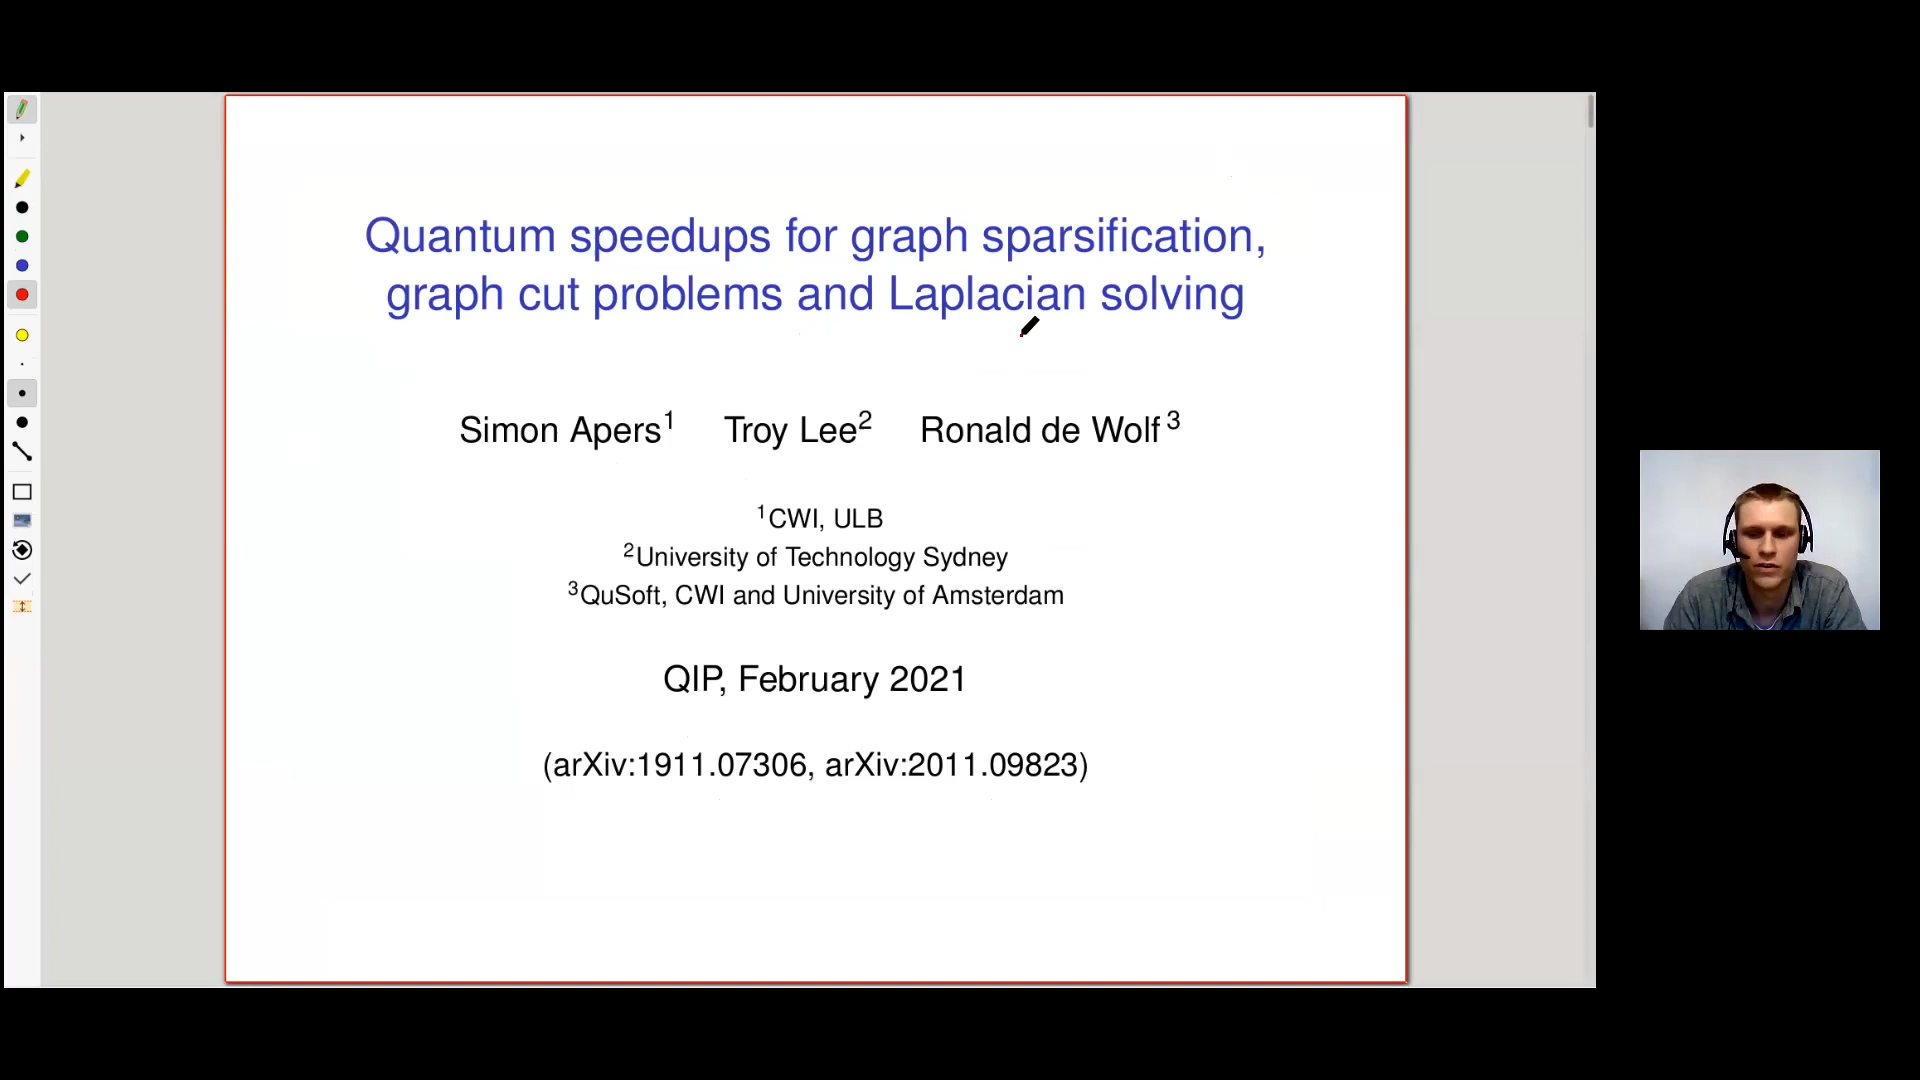 Quantum speedups for graph sparsification,
graph cut problems and Laplacian solving
Simon Apers¹ Troy Lee² Ronald de Wolf³
¹CWI, ULB
²University of Technology Sydney
³QuSoft, CWI and University of Amsterdam
QIP, February 2021
(arXiv:1911.07306, arXiv:2011.09823)